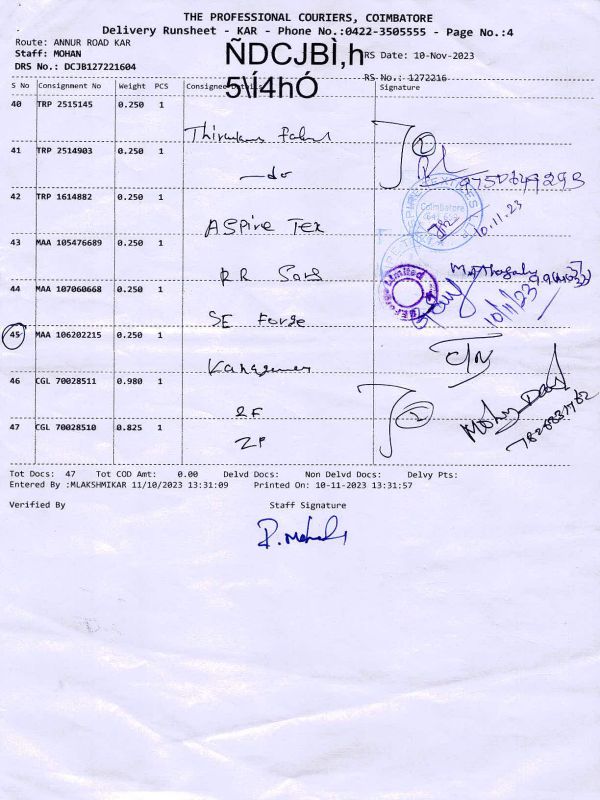 THE PROFESSIONAL COURIERS, COIMBATORE
Delivery Runsheet - KAR - Phone No.:0422-3505555 - Page No.:4
Route: ANNUR ROAD KAR
Staff: MOHAN
DRS No.: DCJB127221604
ÑDCJBÌ,h
5\Í4hÓ
RS Date: 10-Nov-2023
RS No.: 1272216
S No Consignment No Weight PCS Consignee Details Signature
40 TRP 2515145 0.250 1
41 TRP 2514903 0.250 1 -do
42 TRP 1614882 0.250 1 ASpire Tex
Coimbatore
10.11.23
43 MAA 105476689 0.250 1 RR Sons
44 MAA 107060668 0.250 1 SE Forge
10/11/23
45 MAA 106202215 0.250 1
46 CGL 70028511 0.980 1 ZF
2
47 CGL 70028510 0.825 1 ZF
Tot Docs: 47 Tot COD Amt: 0.00 Delvd Docs: Non Delvd Docs: Delvy Pts:
Entered By :MLAKSHMIKAR 11/10/2023 13:31:09 Printed On: 10-11-2023 13:31:57
Verified By Staff Signature
P.Mohan